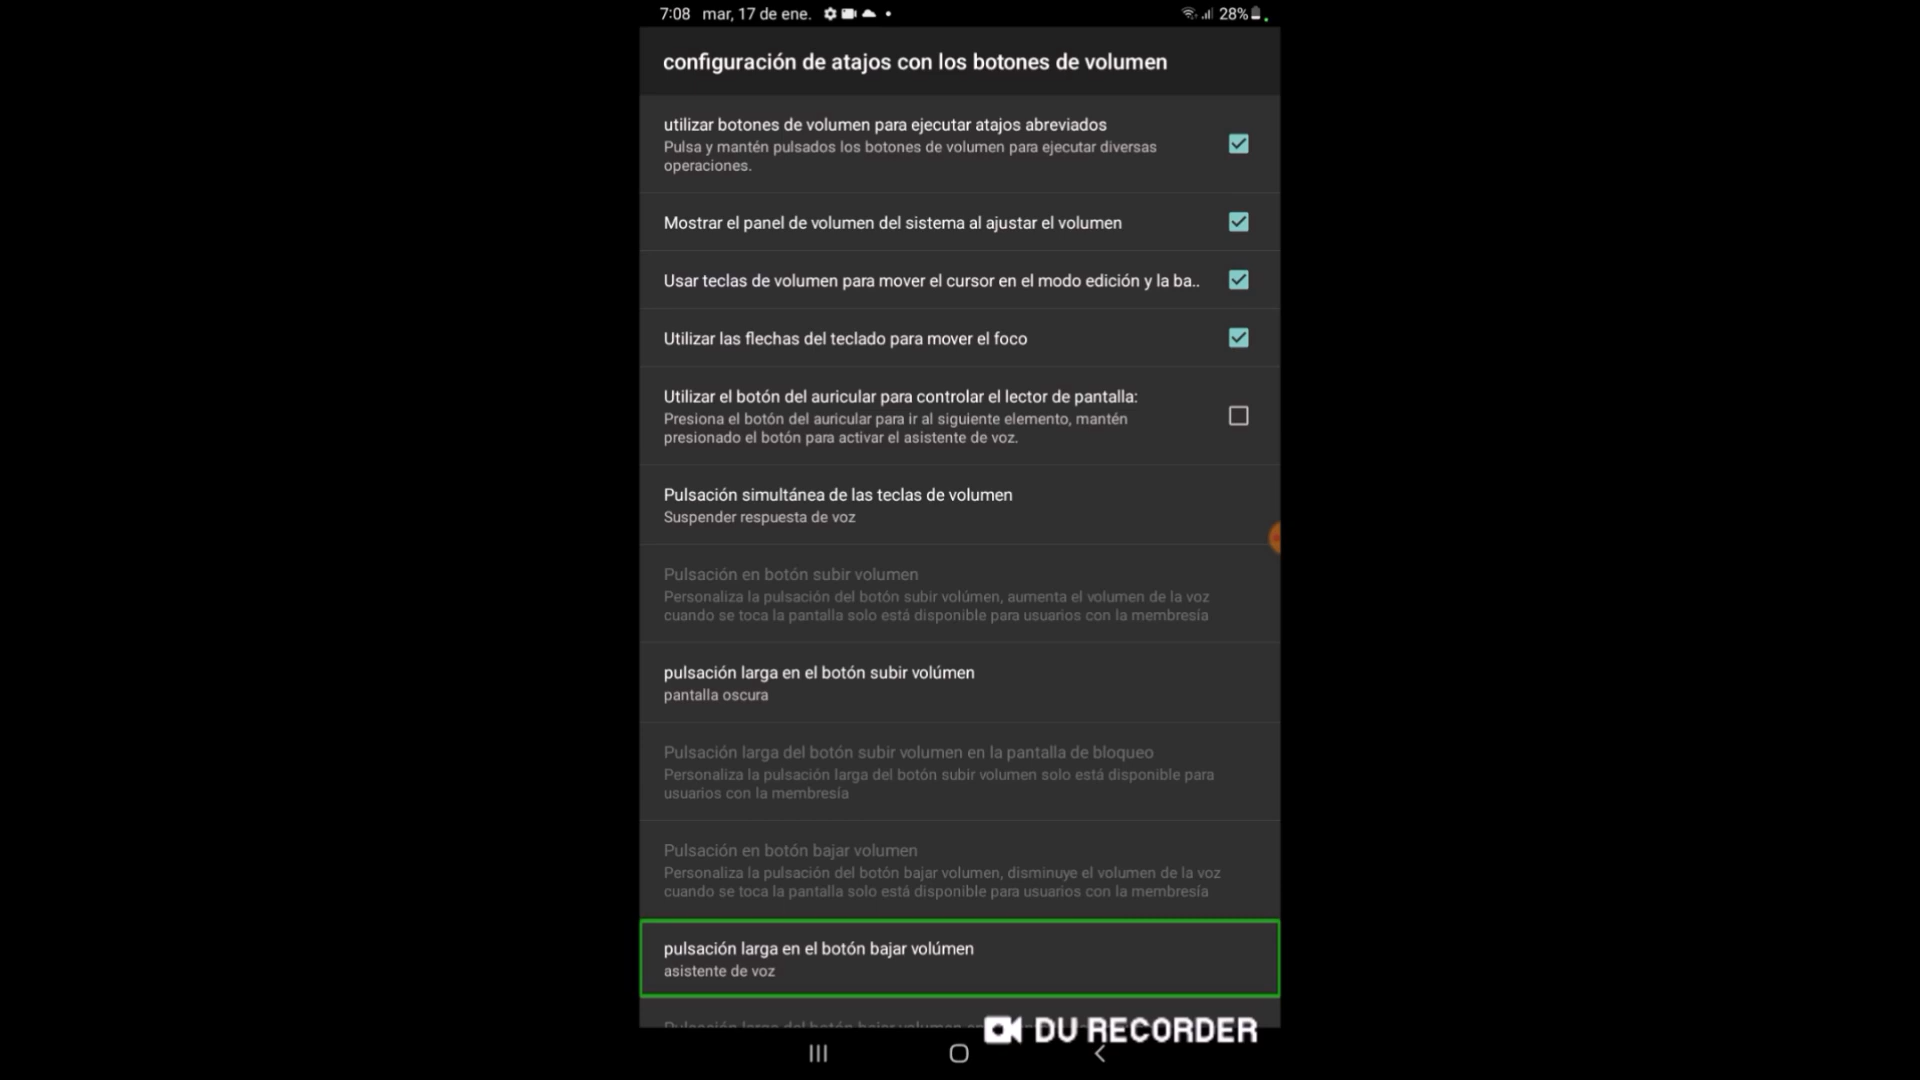 7:08 mar, 17 de ene. 28%
configuración de atajos con los botones de volumen
utilizar botones de volumen para ejecutar atajos abreviados
Pulsa y mantén pulsados los botones de volumen para ejecutar diversas
operaciones.
Mostrar el panel de volumen del sistema al ajustar el volumen
Usar teclas de volumen para mover el cursor en el modo edición y la ba..
Utilizar las flechas del teclado para mover el foco
Utilizar el botón del auricular para controlar el lector de pantalla:
Presiona el botón del auricular para ir al siguiente elemento, mantén
presionado el botón para activar el asistente de voz.
Pulsación simultánea de las teclas de volumen
Suspender respuesta de voz
Pulsación en botón subir volumen
Personaliza la pulsación del botón subir volúmen, aumenta el volumen de la voz
cuando se toca la pantalla solo está disponible para usuarios con la membresía
pulsación larga en el botón subir volúmen
pantalla oscura
Pulsación larga del botón subir volumen en la pantalla de bloqueo
Personaliza la pulsación larga del botón subir volumen solo está disponible para
usuarios con la membresía
Pulsación en botón bajar volumen
Personaliza la pulsación del botón bajar volumen, disminuye el volumen de la voz
cuando se toca la pantalla solo está disponible para usuarios con la membresía
pulsación larga en el botón bajar volúmen
asistente de voz
Pulsación larga del botón bajar volumen
DU RECORDER